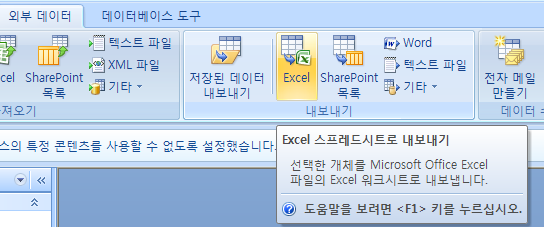 외부 데이터 데이터베이스 도구
텍스트 파일
XML 파일
기타
SharePoint
목록
저장된 데이터
내보내기
Excel
SharePoint
목록
Word
텍스트 파일
기타
전자 메일
만들기
내보내기
데이터
Excel 스프레드시트로 내보내기
선택한 개체를 Microsoft Office Excel
파일의 Excel 워크시트로 내보냅니다.
도움말을 보려면 <F1> 키를 누르십시오.
특정 콘텐츠를 사용할 수 없도록 설정했습니다.